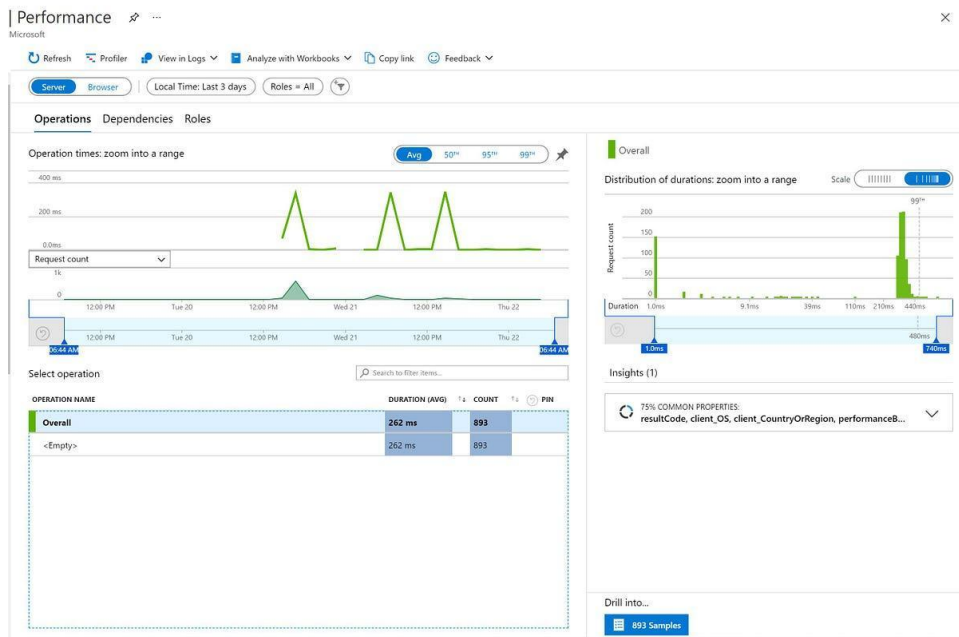 Performance
Microsoft
Refresh Profiler View in Logs Analyze with Workbooks Copy link Feedback
Server Browser Local Time: Last 3 days Roles = All
Operations Dependencies Roles
Operation times: zoom into a range
Avg 50TH 95TH 99TH
400 ms
200 ms
0.0ms
Request count
1k
0
12:00 PM Tue 20 12:00 PM Wed 21 12:00 PM Thu 22
12:00 PM Tue 20 12:00 PM Wed 21 12:00 PM Thu 22
06:44 AM 06:44 AM
Select operation
Search to filter items...
OPERATION NAME DURATION (AVG) COUNT PIN
Overall 262 ms 893
<Empty> 262 ms 893
Overall
Distribution of durations: zoom into a range Scale
99TH
Request count
200
150
100
50
0
Duration 1.0ms 9.1ms 39ms 110ms 210ms 440ms
480ms
1.0ms 740ms
Insights (1)
75% COMMON PROPERTIES:
resultCode, client_OS, client_CountryOrRegion, performanceB...
Drill into...
893 Samples